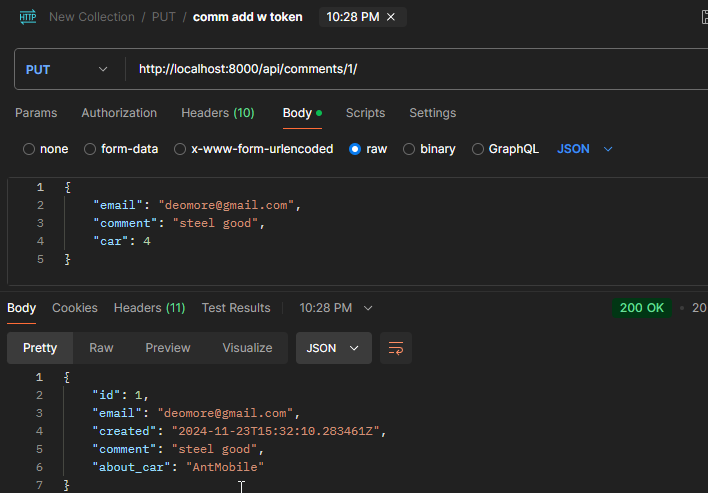 HTTP New Collection / PUT / comm add w token 10:28 PM
PUT http://localhost:8000/api/comments/1/
Params Authorization Headers (10) Body Scripts Settings
none form-data x-www-form-urlencoded raw binary GraphQL JSON
1 {
2 "email": "deomore@gmail.com",
3 "comment": "steel good",
4 "car": 4
5 }
Body Cookies Headers (11) Test Results 10:28 PM 200 OK 20
Pretty Raw Preview Visualize JSON
1 {
2 "id": 1,
3 "email": "deomore@gmail.com",
4 "created": "2024-11-23T15:32:10.283461Z",
5 "comment": "steel good",
6 "about_car": "AntMobile"
7 }